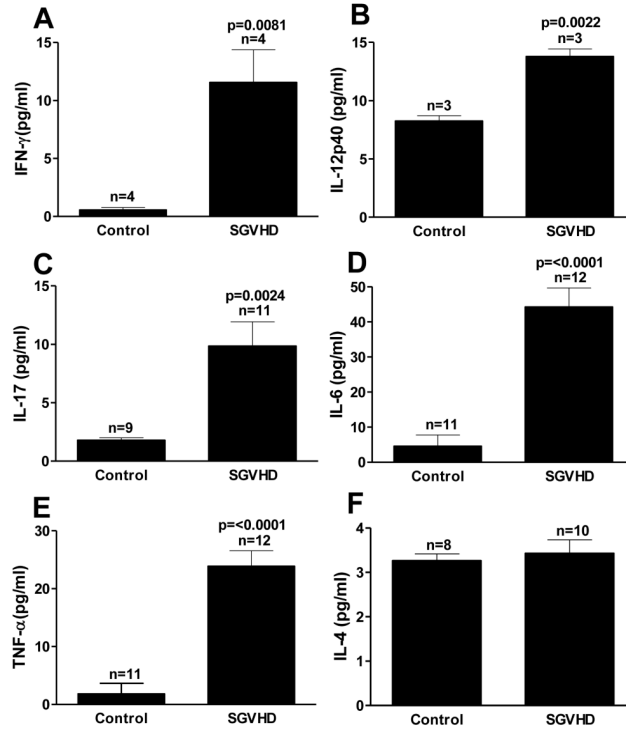 A
IFN-γ(pg/ml)
15
10
5
0
n=4
p=0.0081
n=4
Control
SGVHD
B
IL-12p40 (pg/ml)
15
10
5
0
n=3
p=0.0022
n=3
Control
SGVHD
C
IL-17 (pg/ml)
15
10
5
0
n=9
p=0.0024
n=11
Control
SGVHD
D
IL-6 (pg/ml)
50
40
30
20
10
0
n=11
p=<0.0001
n=12
Control
SGVHD
E
TNF-α(pg/ml)
30
20
10
0
n=11
p=<0.0001
n=12
Control
SGVHD
F
IL-4 (pg/ml)
4
3
2
1
0
n=8
n=10
Control
SGVHD